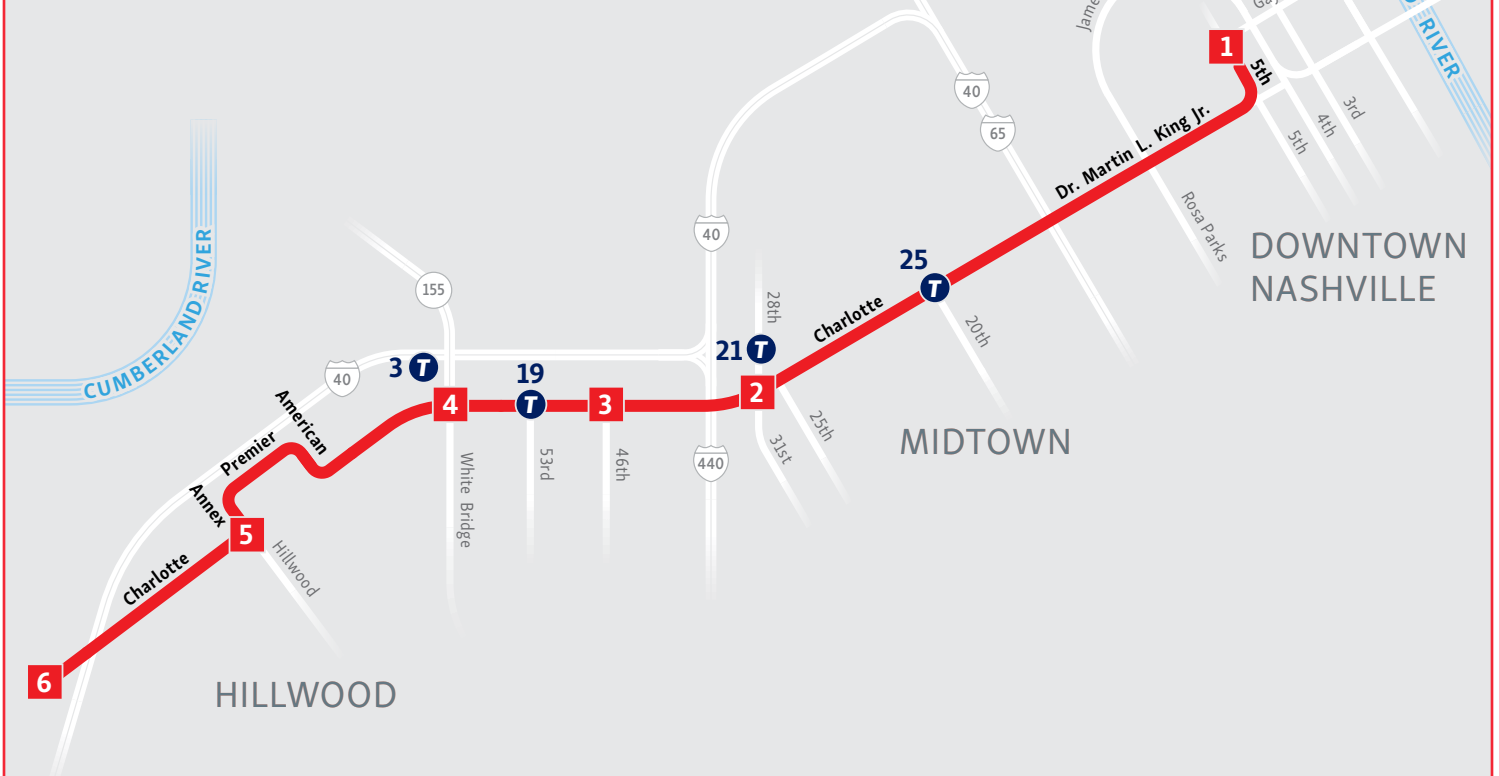 Jame
Ga
RIVER
1
5th
40
65
3rd
4th
5th
Dr. Martin L. King Jr.
Rosa Parks
DOWNTOWN
NASHVILLE
CUMBERLAND RIVER
155
40
25
T
Charlotte
20th
28th
21 T
3 T
19
T
40
American
4
3
2
MIDTOWN
Premier
Annex
White Bridge
53rd
46th
440
31st
25th
5
Hillwood
Charlotte
6
HILLWOOD